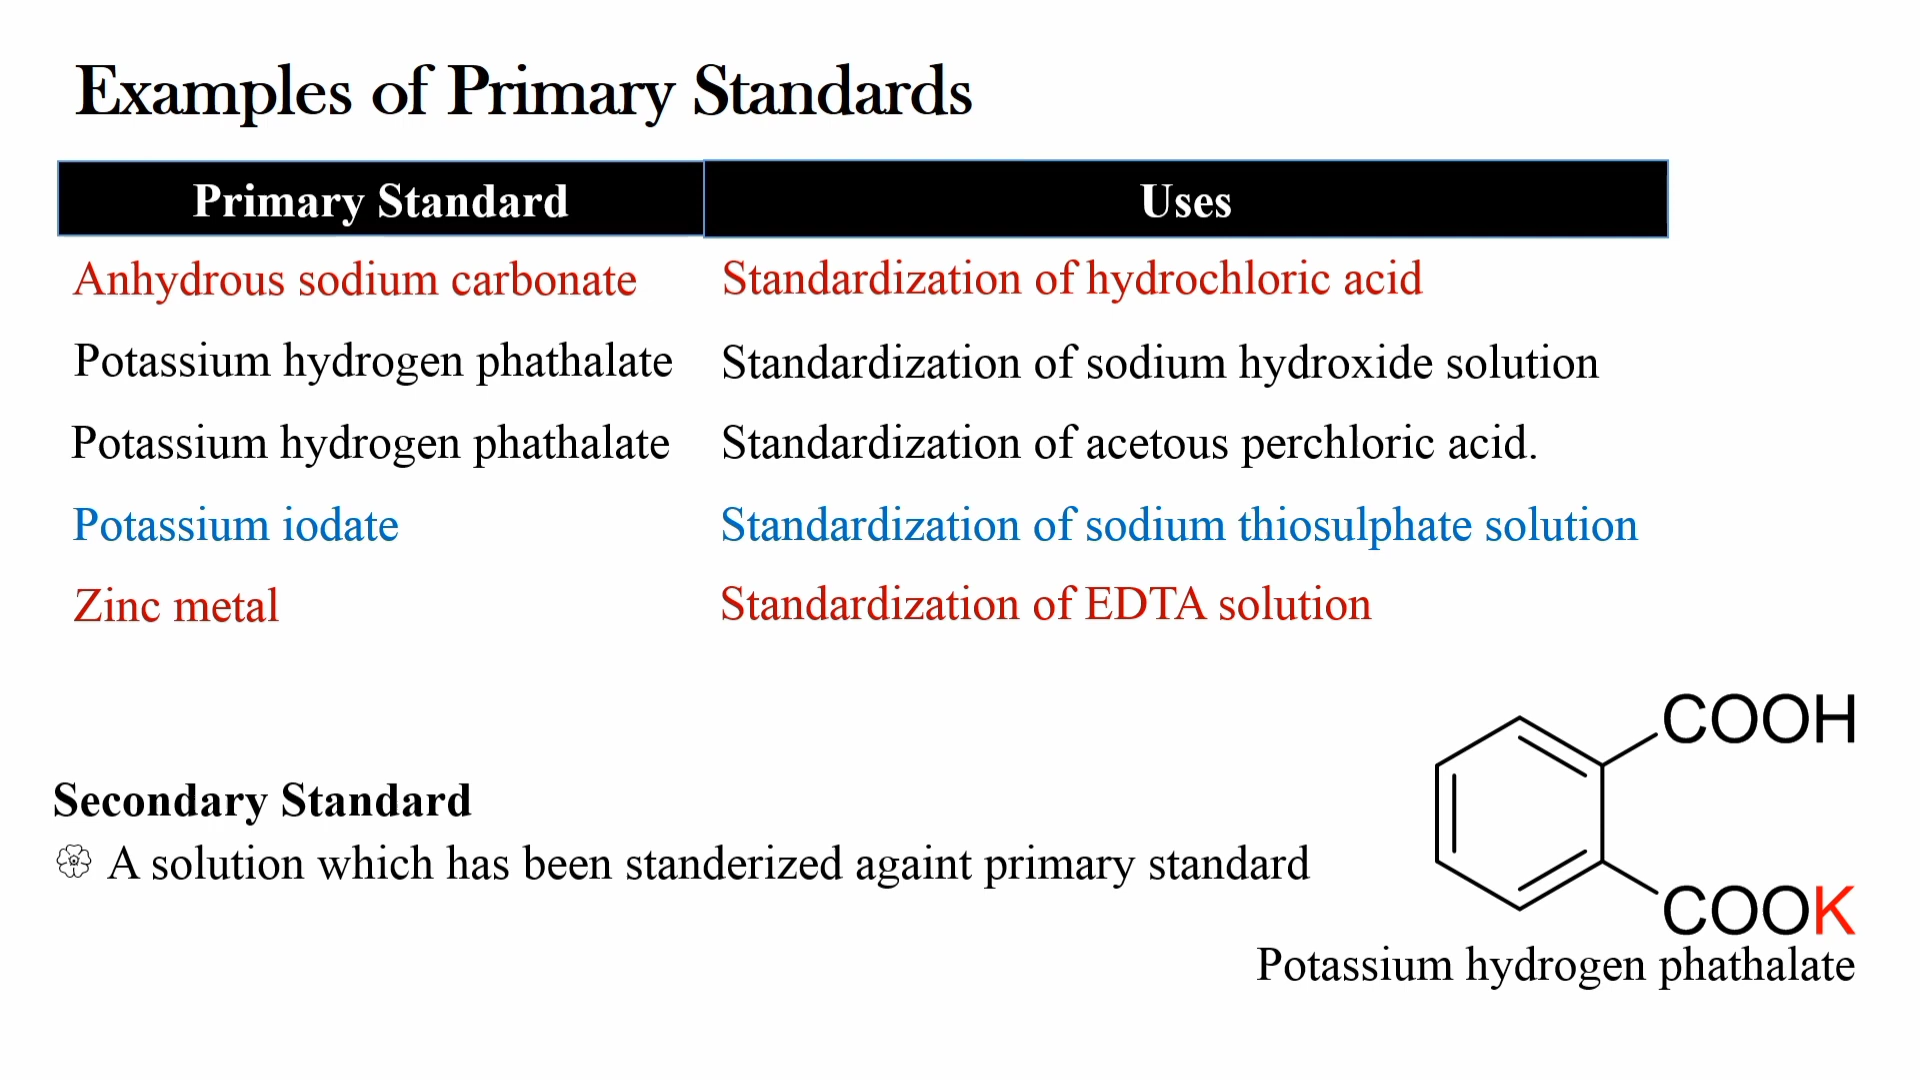 Examples of Primary Standards
Primary Standard Uses
Anhydrous sodium carbonate Standardization of hydrochloric acid
Potassium hydrogen phathalate Standardization of sodium hydroxide solution
Potassium hydrogen phathalate Standardization of acetous perchloric acid.
Potassium iodate Standardization of sodium thiosulphate solution
Zinc metal Standardization of EDTA solution
COOH
Secondary Standard
A solution which has been standerized againt primary standard
COOK
Potassium hydrogen phathalate